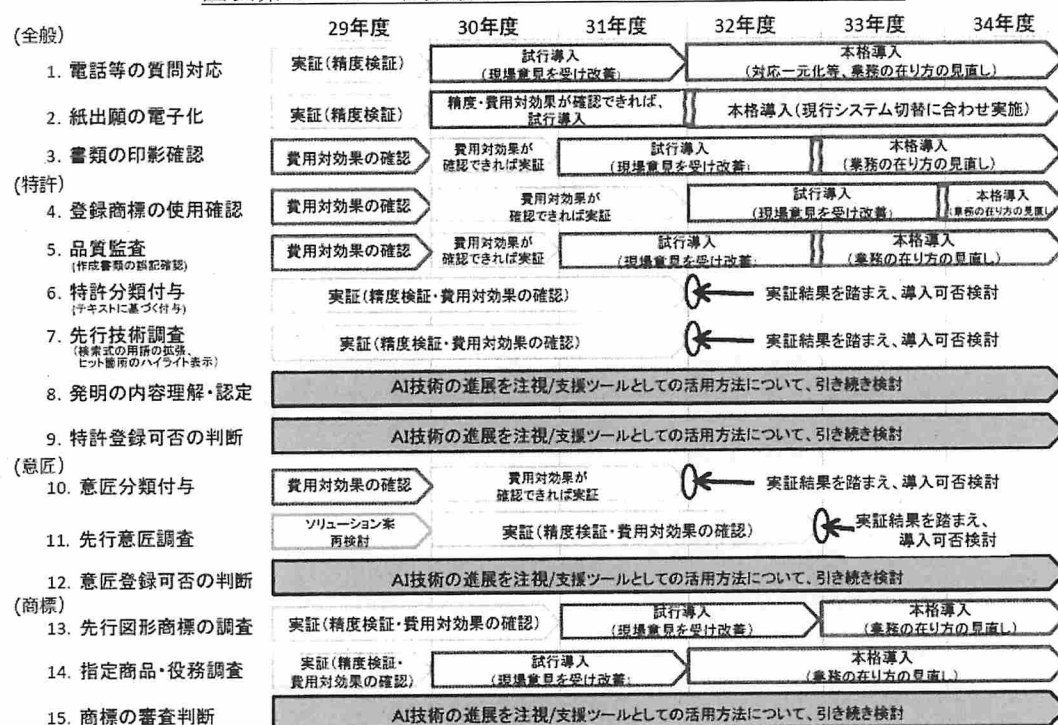 29年度 30年度 31年度 32年度 33年度 34年度
(全般)
1. 電話等の質問対応 実証(精度検証) 試行導入 本格導入
(現場意見を受け改善) (対応一元化等、業務の在り方の見直し)
2. 紙出願の電子化 実証(精度検証) 精度・費用対効果が確認できれば、 本格導入(現行システム切替に合わせ実施)
試行導入
3. 書類の印影確認 費用対効果の確認 費用対効果が 試行導入 本格導入
確認できれば実証 (現場意見を受け改善) (業務の在り方の見直し)
(特許)
4. 登録商標の使用確認 費用対効果の確認 費用対効果が 試行導入 本格導入
確認できれば実証 (現場意見を受け改善) (業務の在り方の見直し)
5. 品質監査 費用対効果の確認 費用対効果が 試行導入 本格導入
(作成書類の誤記確認) 確認できれば実証 (現場意見を受け改善) (業務の在り方の見直し)
6. 特許分類付与 実証(精度検証・費用対効果の確認) 実証結果を踏まえ、導入可否検討
(テキストに基づく付与)
7. 先行技術調査 実証(精度検証・費用対効果の確認) 実証結果を踏まえ、導入可否検討
(検索式の用語の拡張、
ヒット箇所のハイライト表示)
8. 発明の内容理解・認定 AI技術の進展を注視/支援ツールとしての活用方法について、引き続き検討
9. 特許登録可否の判断 AI技術の進展を注視/支援ツールとしての活用方法について、引き続き検討
(意匠)
10. 意匠分類付与 費用対効果の確認 費用対効果が 実証結果を踏まえ、導入可否検討
確認できれば実証
11. 先行意匠調査 ソリューション案 実証(精度検証・費用対効果の確認) 実証結果を踏まえ、
再検討 導入可否検討
12. 意匠登録可否の判断 AI技術の進展を注視/支援ツールとしての活用方法について、引き続き検討
(商標)
13. 先行図形商標の調査 実証(精度検証・費用対効果の確認) 試行導入 本格導入
(現場意見を受け改善) (業務の在り方の見直し)
14. 指定商品・役務調査 実証(精度検証・ 試行導入 本格導入
費用対効果の確認) (現場意見を受け改善) (業務の在り方の見直し)
15. 商標の審査判断 AI技術の進展を注視/支援ツールとしての活用方法について、引き続き検討